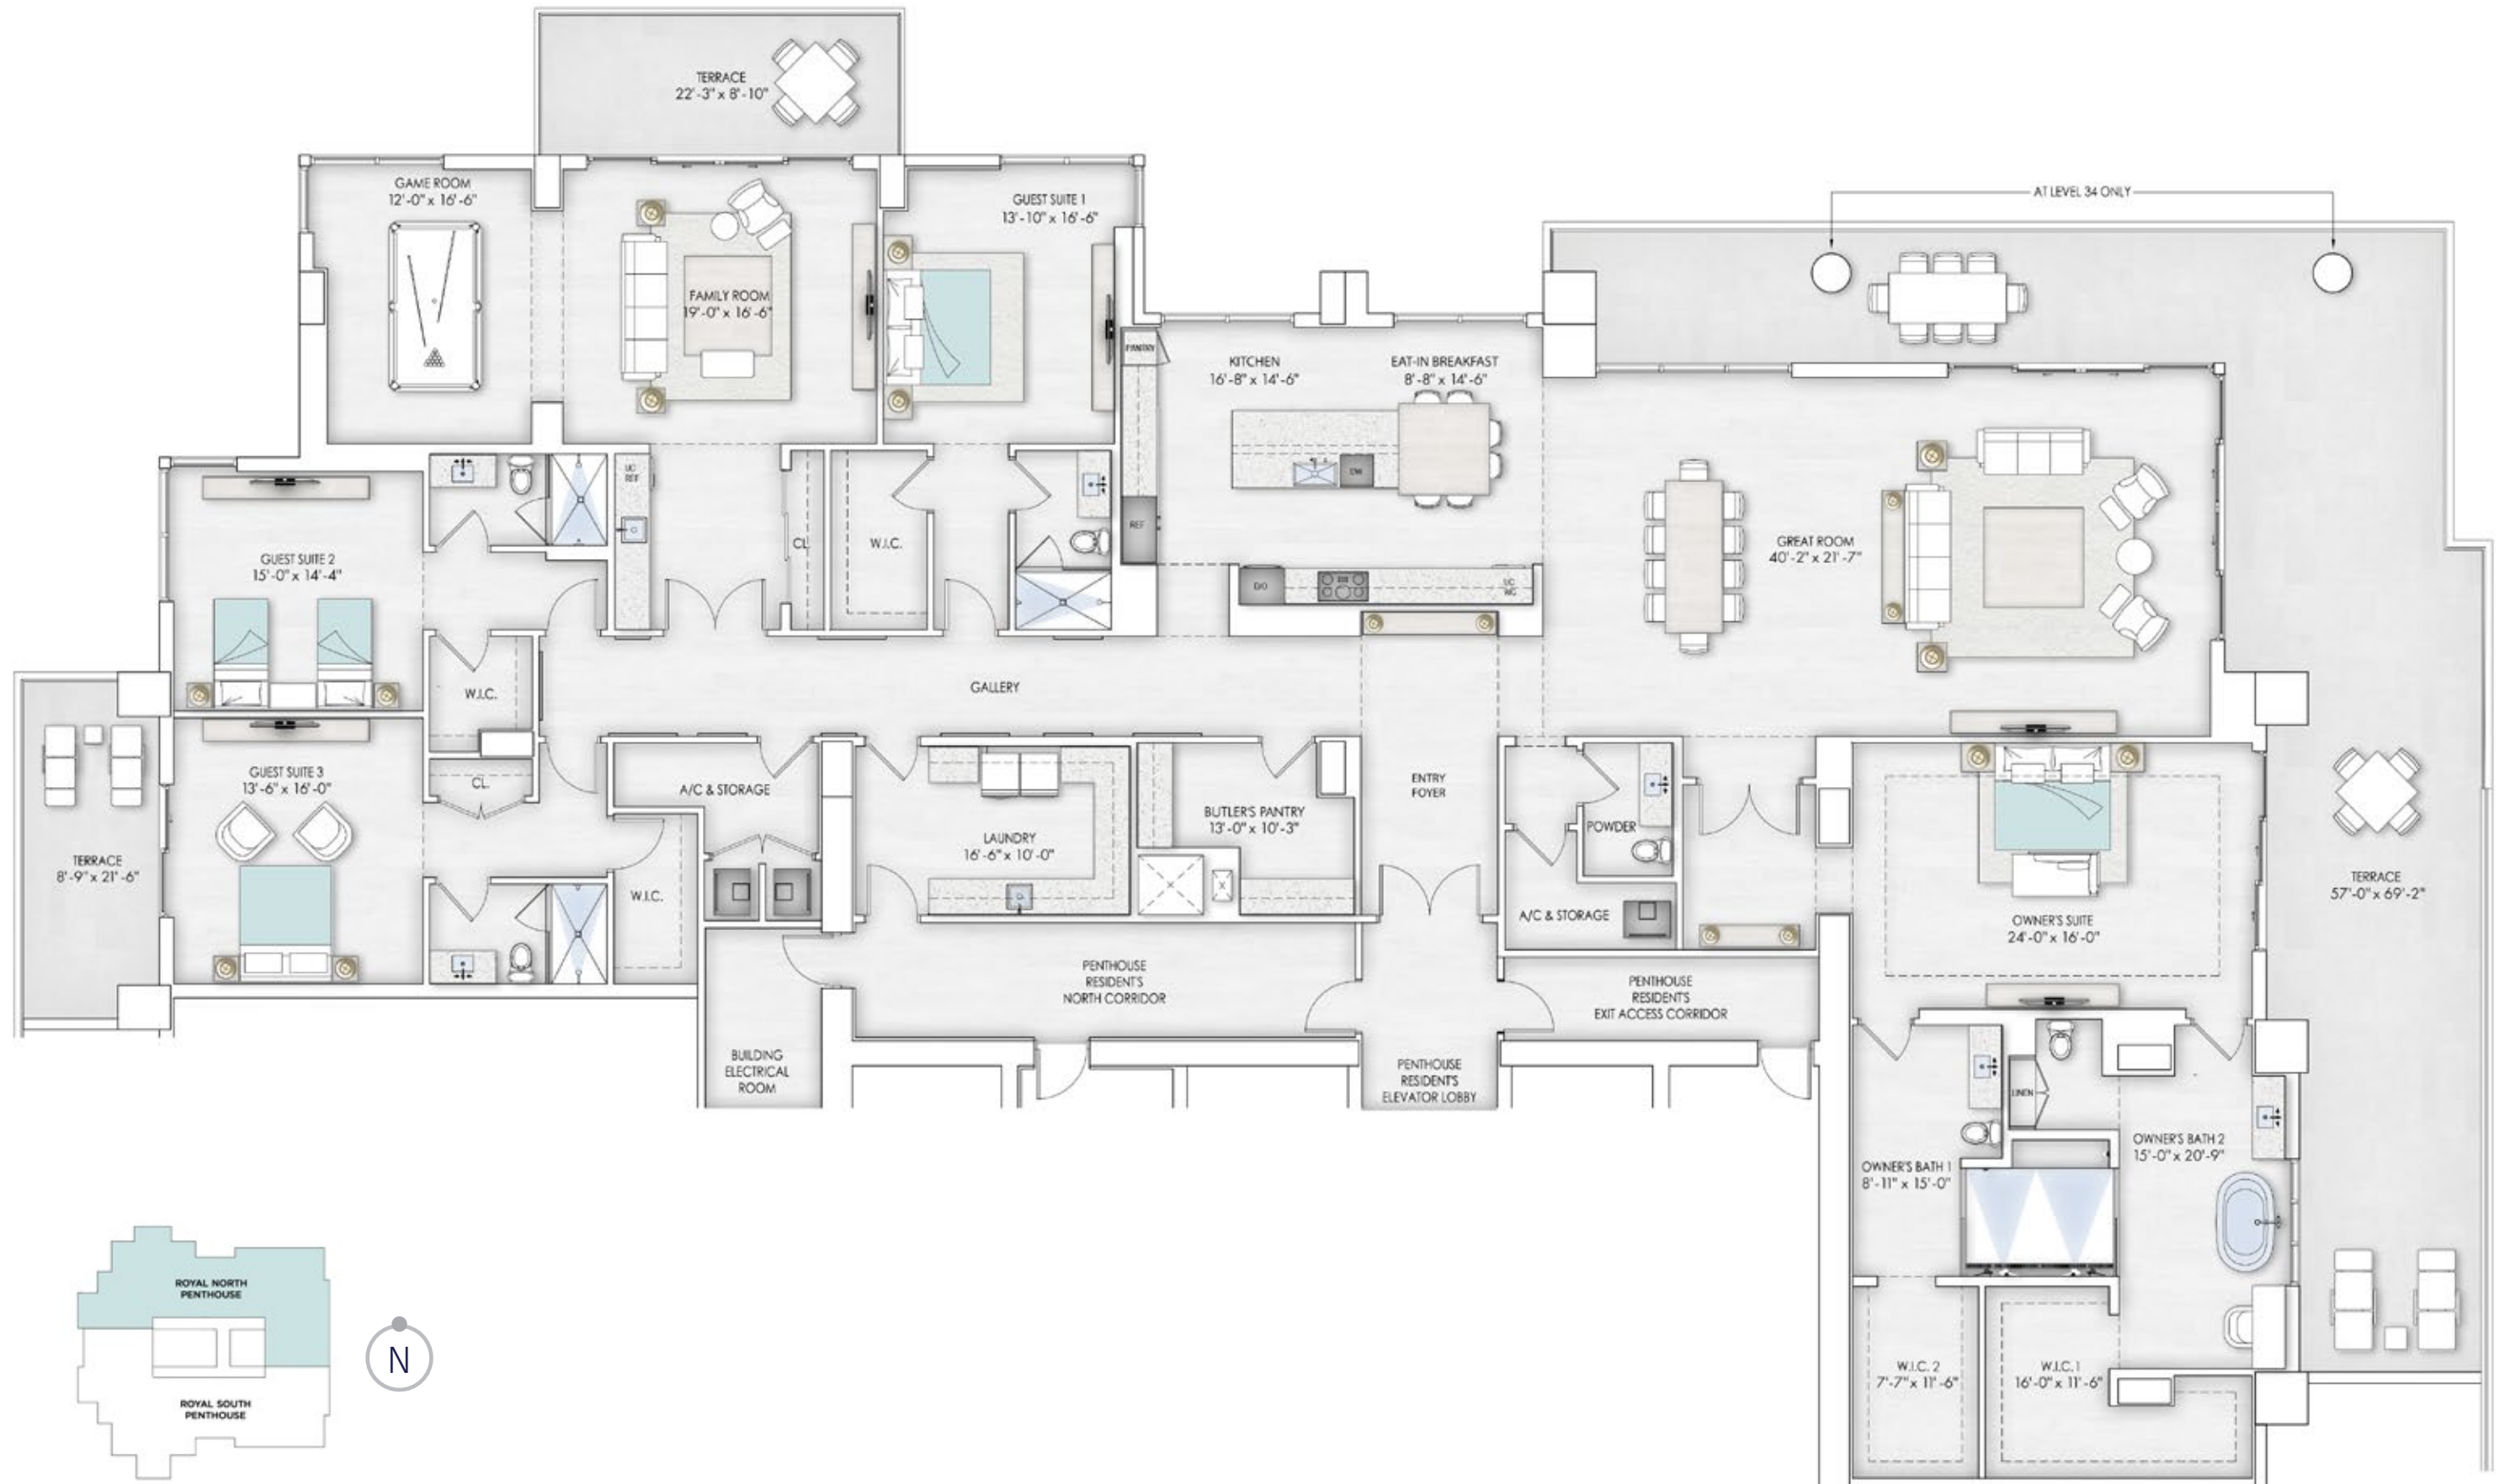 TERRACE
22'-3" x 8'-10"
GAME ROOM
12'-0" x 16'-6"
GUEST SUITE 1
13'-10" x 16'-6"
AT LEVEL 34 ONLY
FAMILY ROOM
19'-0" x 16'-6"
PANTRY
KITCHEN
16'-8" x 14'-6"
EAT-IN BREAKFAST
8'-8" x 14'-6"
UC
REF
DW
REF
CL
W.I.C.
GREAT ROOM
40'-2" x 21'-7"
GUEST SUITE 2
15'-0" x 14'-4"
D/O
UC
WC
W.I.C.
GALLERY
GUEST SUITE 3
13'-6" x 16'-0"
CL.
A/C & STORAGE
ENTRY
FOYER
BUTLER'S PANTRY
13'-0" x 10'-3"
POWDER
LAUNDRY
16'-6" x 10'-0"
TERRACE
8'-9" x 21'-6"
W.I.C.
X
X
A/C & STORAGE
OWNER'S SUITE
24'-0" x 16'-0"
TERRACE
57'-0" x 69'-2"
PENTHOUSE
RESIDENT'S
NORTH CORRIDOR
PENTHOUSE
RESIDENT'S
EXIT ACCESS CORRIDOR
BUILDING
ELECTRICAL
ROOM
PENTHOUSE
RESIDENT'S
ELEVATOR LOBBY
LINEN
OWNER'S BATH 2
15'-0" x 20'-9"
OWNER'S BATH 1
8'-11" x 15'-0"
W.I.C. 2
7'-7" x 11'-6"
W.I.C. 1
16'-0" x 11'-6"
ROYAL NORTH
PENTHOUSE
N
ROYAL SOUTH
PENTHOUSE